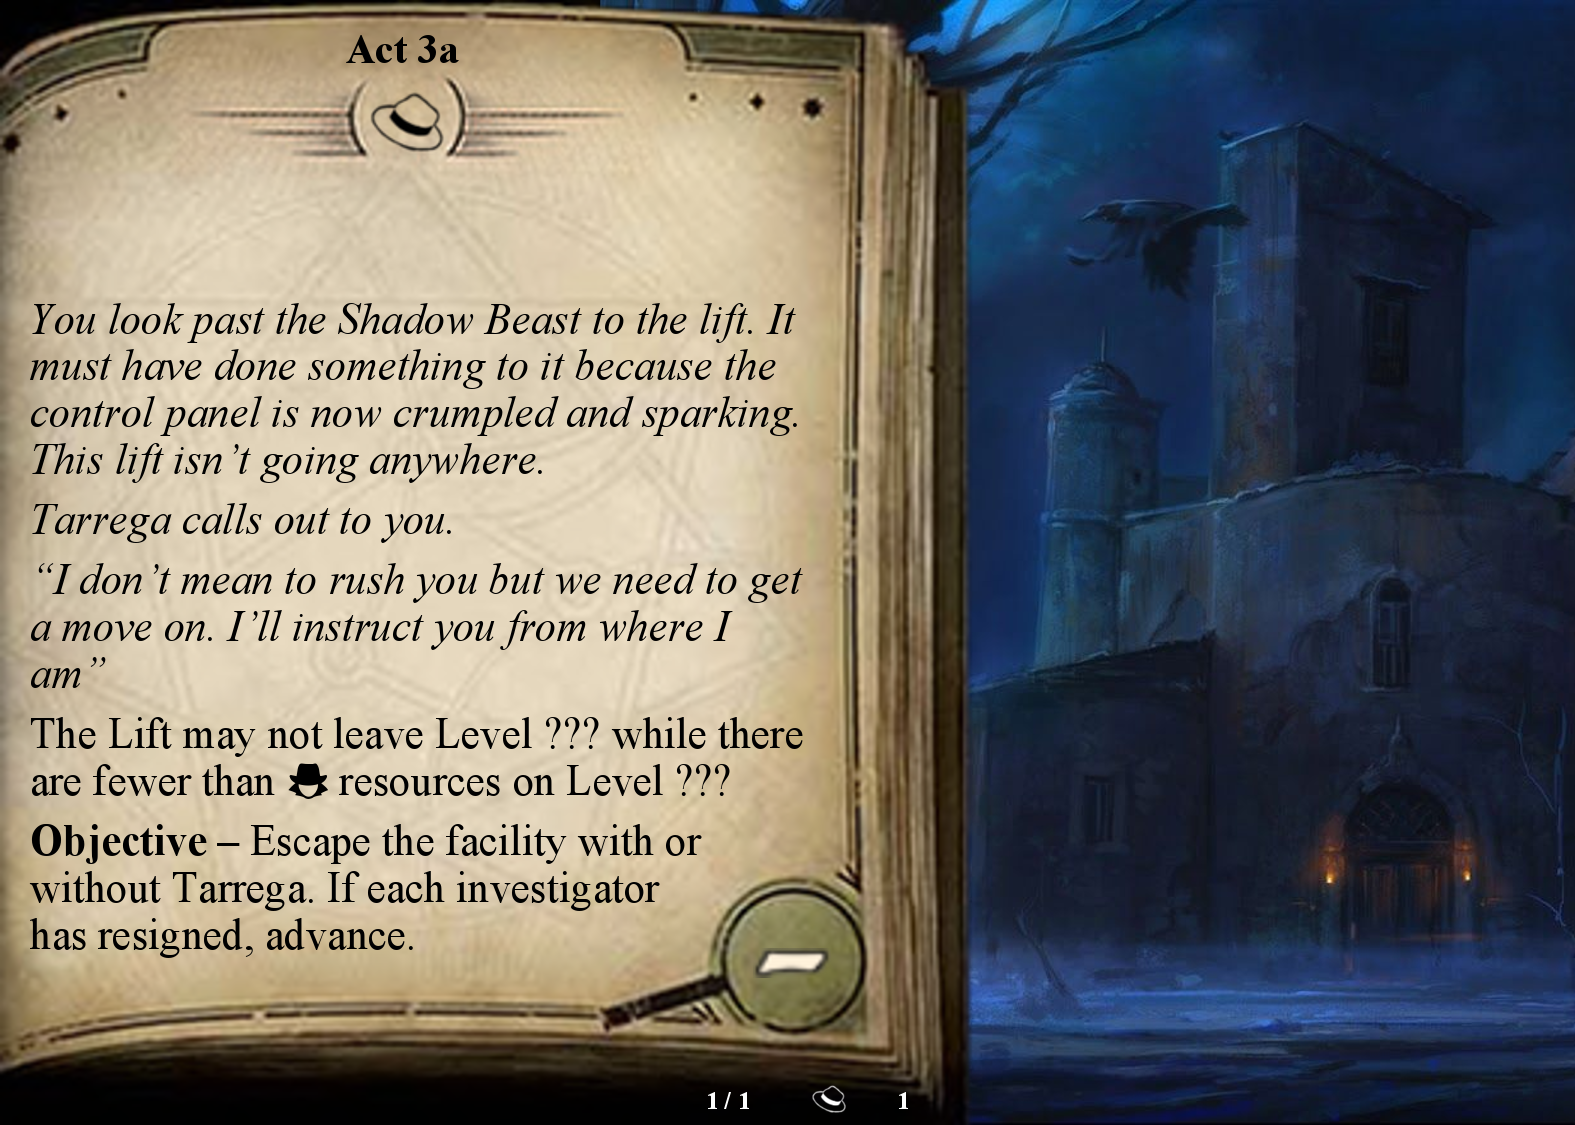 Act 3a
You look past the Shadow Beast to the lift. It
must have done something to it because the
control panel is now crumpled and sparking.
This lift isn’t going anywhere.
Tarrega calls out to you.
“I don’t mean to rush you but we need to get
a move on. I’ll instruct you from where I
am”
The Lift may not leave Level ??? while there
are fewer than resources on Level ???
Objective – Escape the facility with or
without Tarrega. If each investigator
has resigned, advance.
–
1 / 1 1